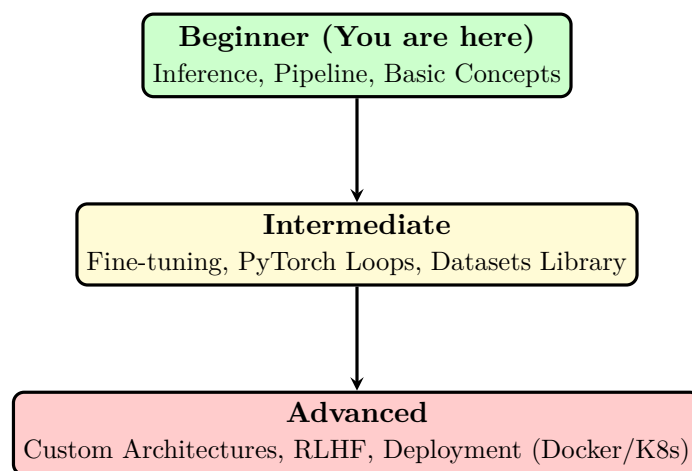 Beginner (You are here)
Inference, Pipeline, Basic Concepts
Intermediate
Fine-tuning, PyTorch Loops, Datasets Library
Advanced
Custom Architectures, RLHF, Deployment (Docker/K8s)